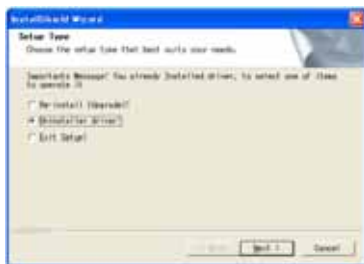 InstallShield Wizard
Setup Type
Choose the setup type that best suits your needs.
Importants Message! You already Installed driver, to select one of items
to operate it
Re-install (Upgrade)?
Uninstaller driver?
Exit Setup?
Next >
Cancel